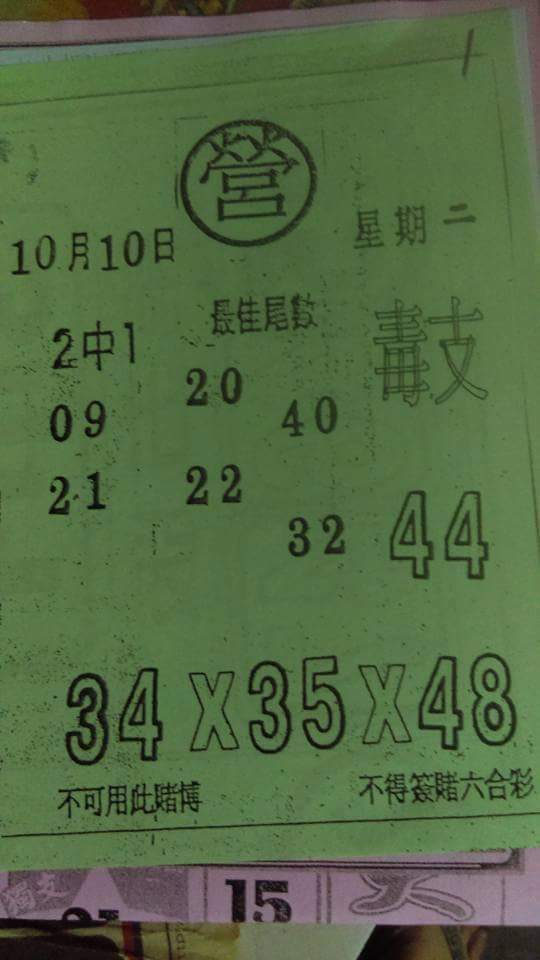 1
營
10月10日 星期二
2中1 最佳尾數 毒支
09 20 40
21 22 32 44
34 X 35 X 48
不可用此賭博 不得簽賭六合彩
15